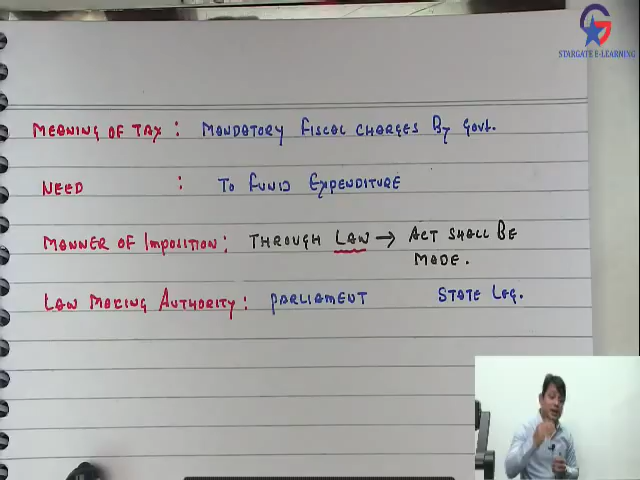 STARGATE E-LEARNING
MEANING OF TAX : MANDATORY FISCAL CHARGES By Govt.
NEED : To FUND EXPENDITURE
MANNER OF IMPOSITION : THROUGH LAW → ACT SHALL BE
MADE.
LAW MAKING AUTHORITY : PARLIAMENT STATE LEG.